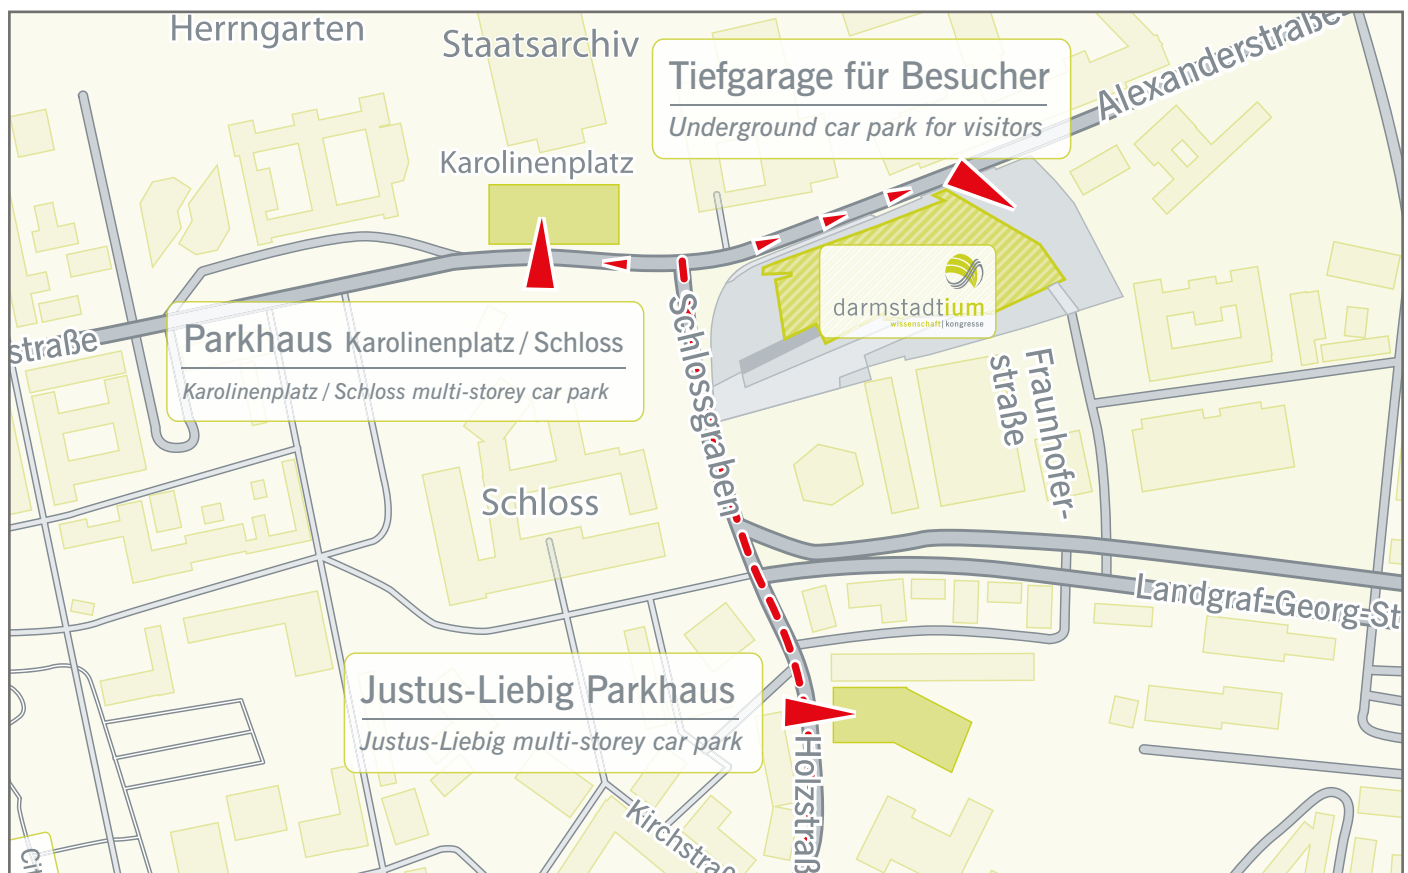 Herrngarten
Staatsarchiv
Tiefgarage für Besucher
Underground car park for visitors
Alexanderstraße
Karolinenplatz
darmstadtium
wissenschaft | kongresse
straße
Parkhaus Karolinenplatz / Schloss
Karolinenplatz / Schloss multi-storey car park
Schlossgraben
Fraunhofer-
straße
Schloss
Landgraf-Georg-St
Justus-Liebig Parkhaus
Justus-Liebig multi-storey car park
Holzstraß
Kirchstraß
Cit